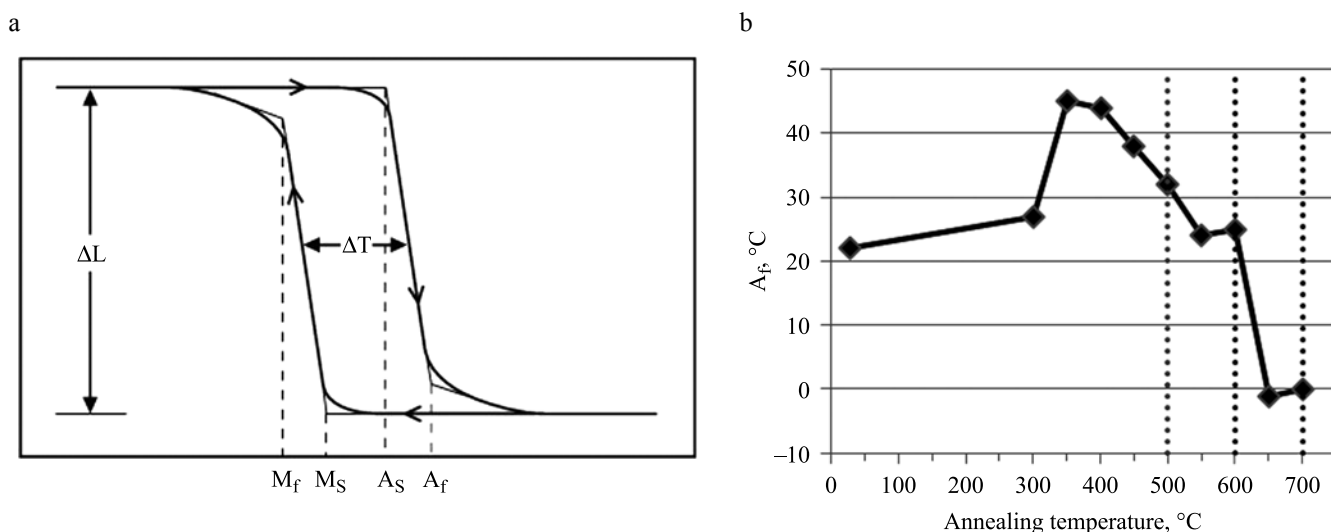 a
ΔL
ΔT
M_f M_S A_S A_f
b
A_f, °C
50
40
30
20
10
0
–10
0 100 200 300 400 500 600 700
Annealing temperature, °C